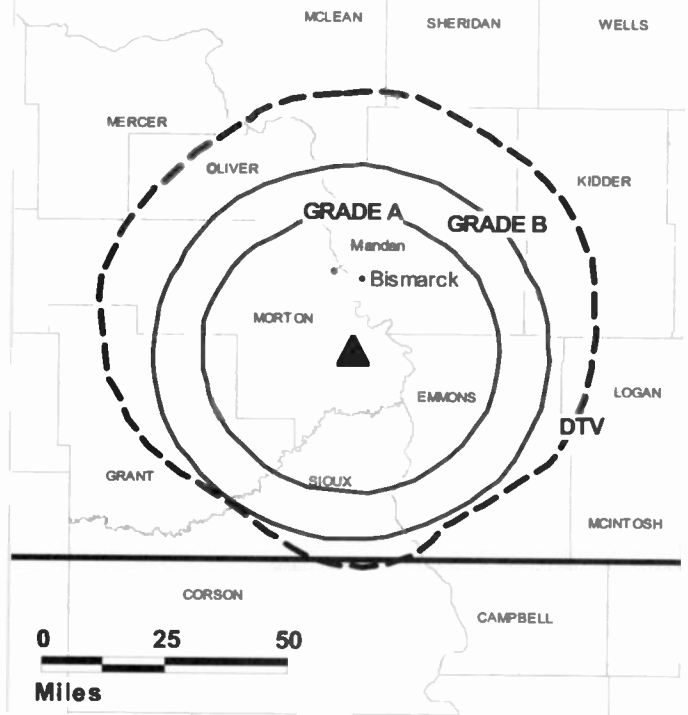 MCLEAN
SHERIDAN
WELLS
MERCER
OLIVER
KIDDER
GRADE A
GRADE B
Mandan
Bismarck
MORTON
EMMONS
LOGAN
DTV
GRANT
SIOUX
MCINTOSH
CORSON
CAMPBELL
0 25 50
Miles